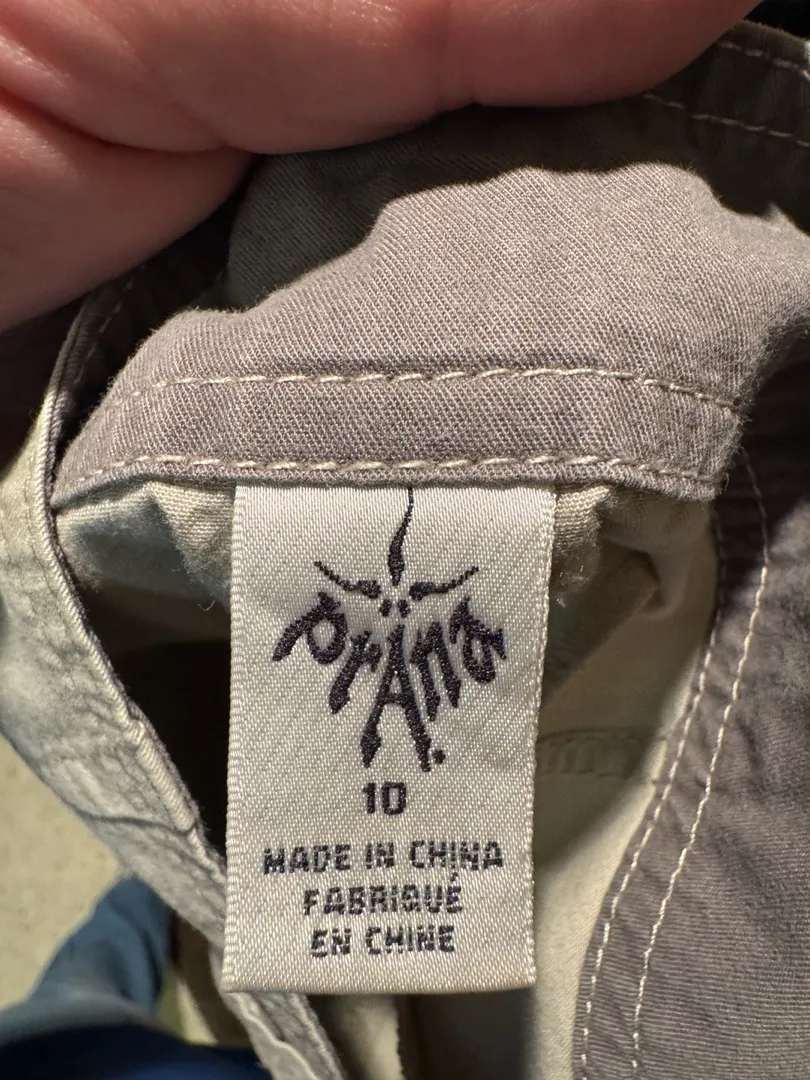 prAna
10
MADE IN CHINA
FABRIQUÉ
EN CHINE